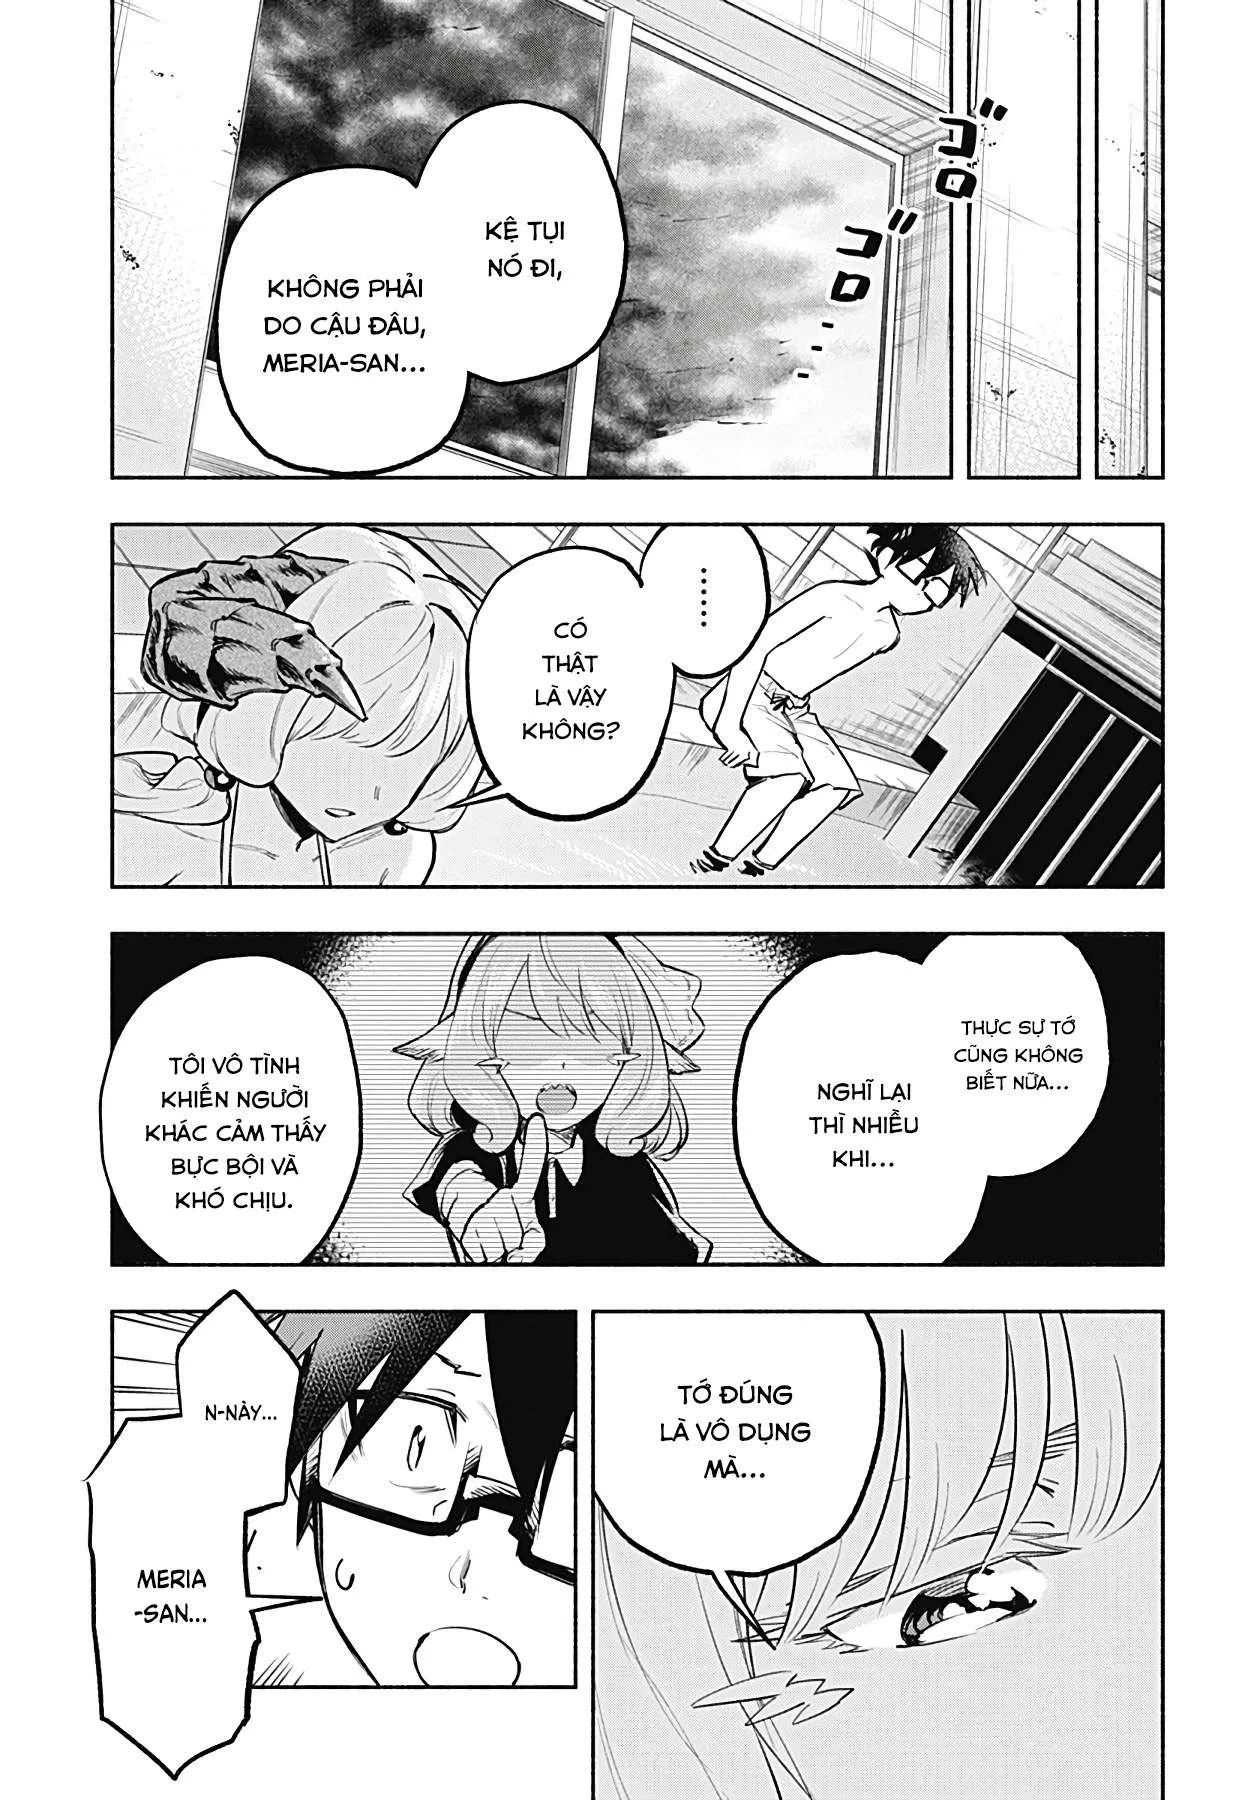 ゴロ
ゴロ...
KỆ TỤI
NÓ ĐI,
KHÔNG PHẢI
DO CẬU ĐÂU,
MERIA-SAN...
......
CÓ
THẬT
LÀ VẬY
KHÔNG?
THỰC SỰ TỚ
CŨNG KHÔNG
BIẾT NỮA...
NGHĨ LẠI
THÌ NHIỀU
KHI...
TÔI VÔ TÌNH
KHIẾN NGƯỜI
KHÁC CẢM THẤY
BỰC BỘI VÀ
KHÓ CHỊU.
TỚ ĐÚNG
LÀ VÔ DỤNG
MÀ...
N-NÀY...
MERIA
-SAN...